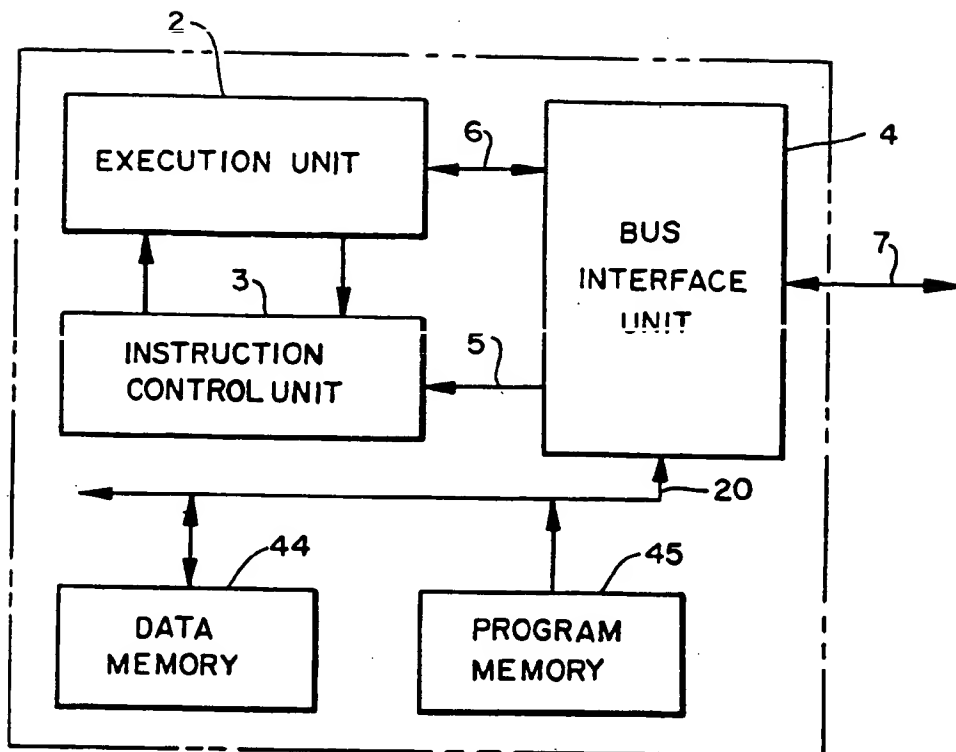 2
EXECUTION UNIT
6
4
BUS
INTERFACE
UNIT
7
3
INSTRUCTION
CONTROL UNIT
5
20
44
DATA
MEMORY
45
PROGRAM
MEMORY